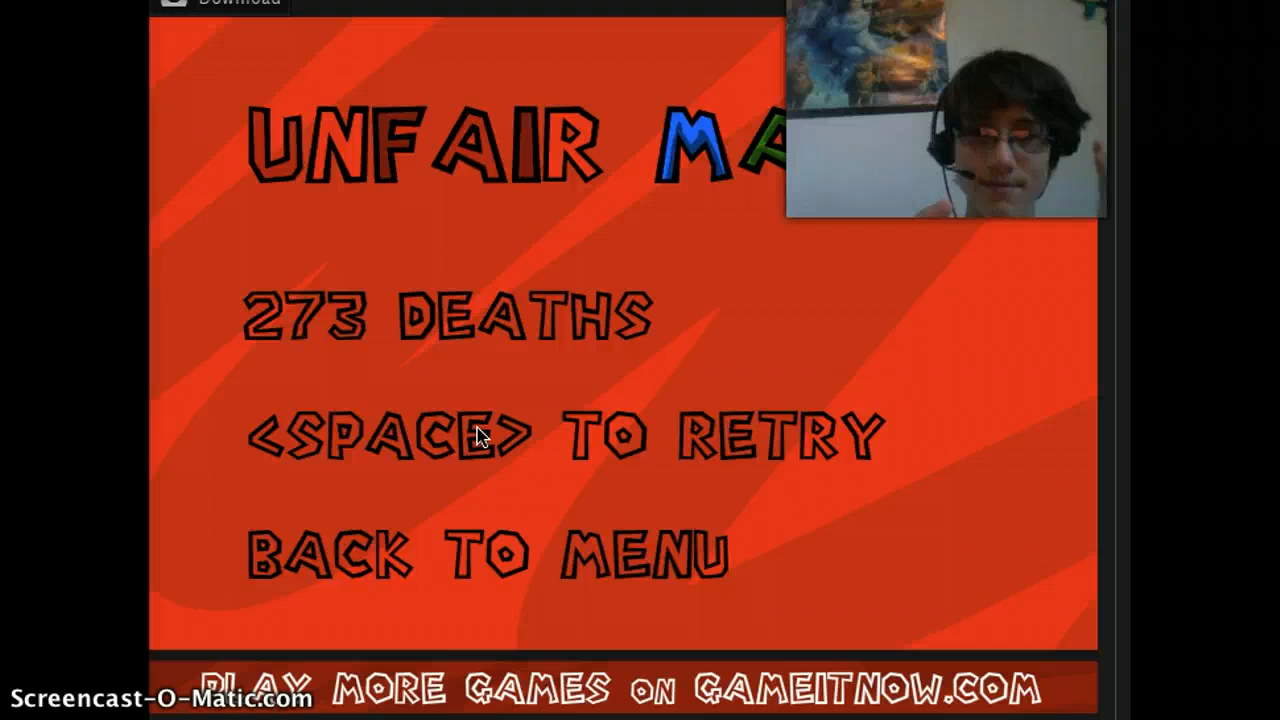 Download
UNFAIR MA
273 DEATHS
<SPACE> TO RETRY
BACK TO MENU
PLAY MORE GAMES ON GAMEITNOW.COM
Screencast-O-Matic.com